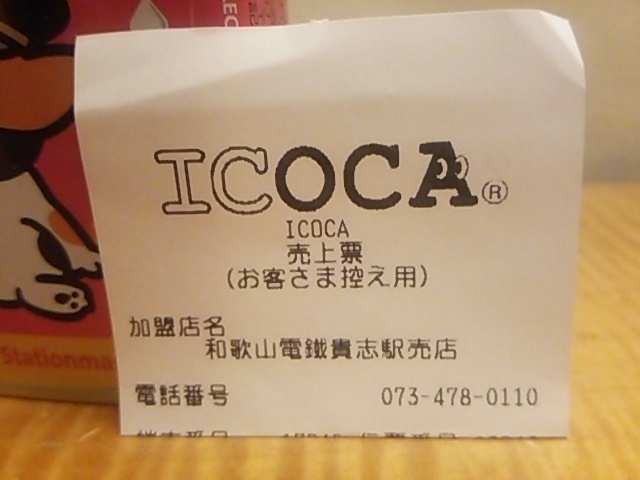 ICOCA®
ICOCA
売上票
(お客さま控え用)
加盟店名
和歌山電鐵貴志駅売店
電話番号 073-478-0110
Stationma